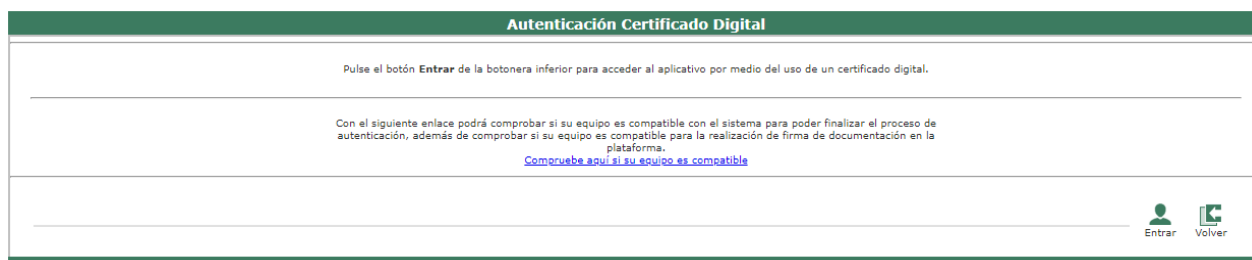 Autenticación Certificado Digital
Pulse el botón Entrar de la botonera inferior para acceder al aplicativo por medio del uso de un certificado digital.
Con el siguiente enlace podrá comprobar si su equipo es compatible con el sistema para poder finalizar el proceso de
autenticación, además de comprobar si su equipo es compatible para la realización de firma de documentación en la
plataforma.
Compruebe aquí si su equipo es compatible
Entrar Volver